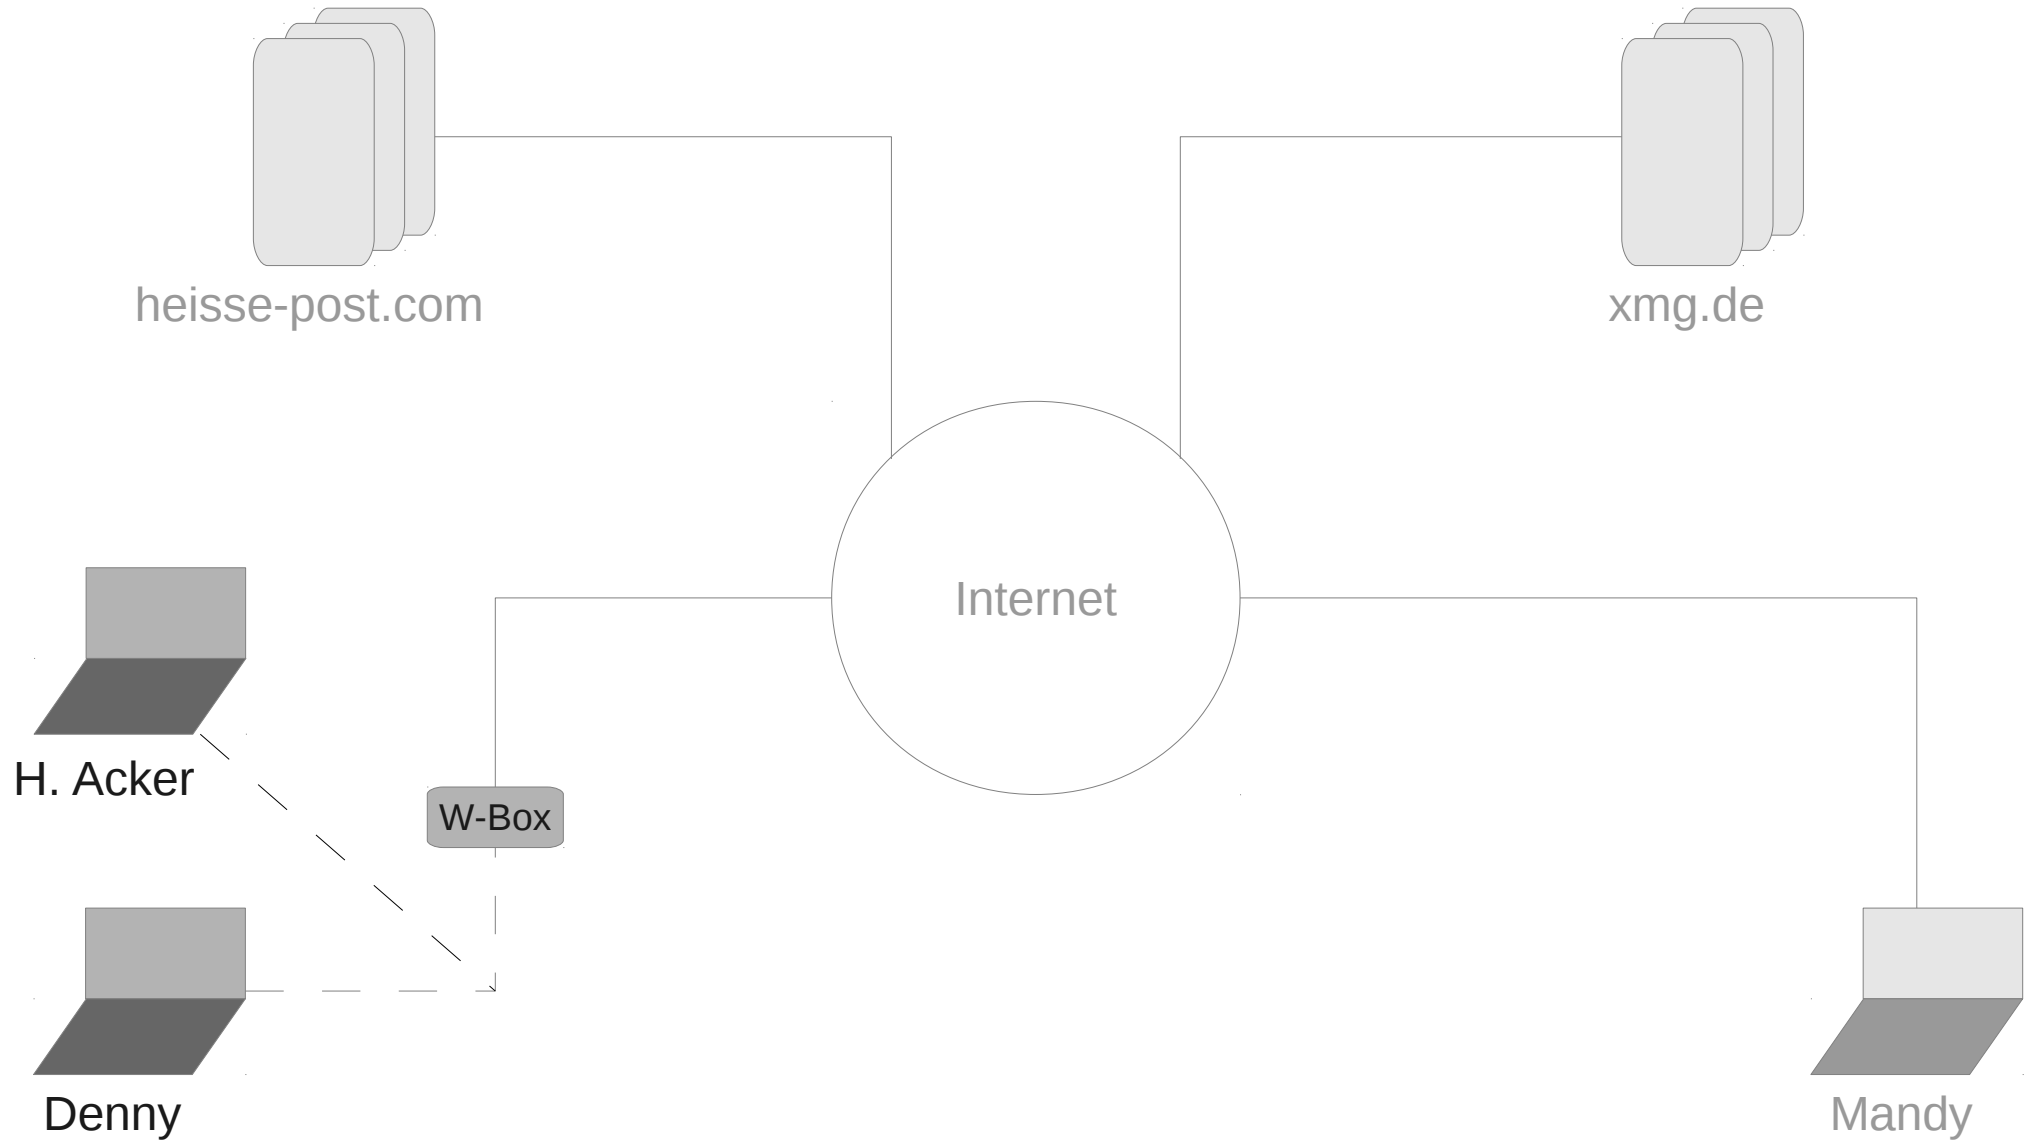 heisse-post.com
xmg.de
Internet
H. Acker
W-Box
Denny
Mandy